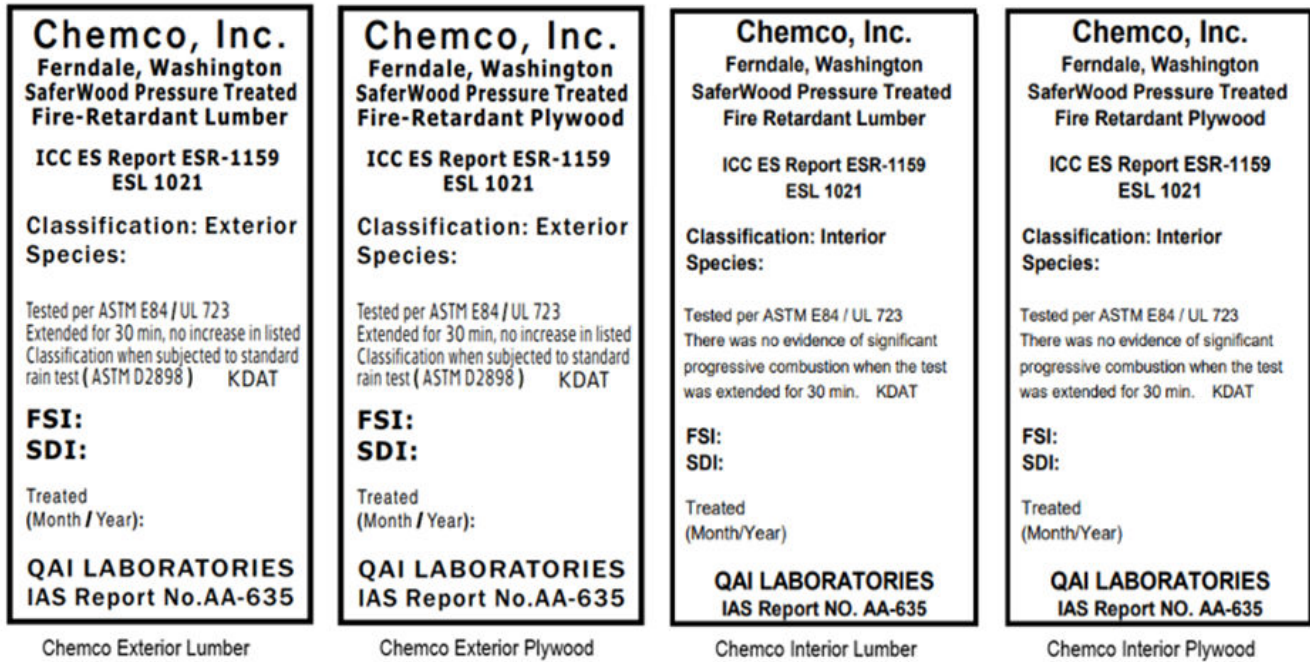 Chemco, Inc.
Ferndale, Washington
SaferWood Pressure Treated
Fire-Retardant Lumber
ICC ES Report ESR-1159
ESL 1021
Classification: Exterior
Species:
Tested per ASTM E84 / UL 723
Extended for 30 min, no increase in listed
Classification when subjected to standard
rain test ( ASTM D2898 ) KDAT
FSI:
SDI:
Treated
(Month / Year):
QAI LABORATORIES
IAS Report No.AA-635
Chemco Exterior Lumber
Chemco, Inc.
Ferndale, Washington
SaferWood Pressure Treated
Fire-Retardant Plywood
ICC ES Report ESR-1159
ESL 1021
Classification: Exterior
Species:
Tested per ASTM E84 / UL 723
Extended for 30 min, no increase in listed
Classification when subjected to standard
rain test ( ASTM D2898 ) KDAT
FSI:
SDI:
Treated
(Month / Year):
QAI LABORATORIES
IAS Report No.AA-635
Chemco Exterior Plywood
Chemco, Inc.
Ferndale, Washington
SaferWood Pressure Treated
Fire Retardant Lumber
ICC ES Report ESR-1159
ESL 1021
Classification: Interior
Species:
Tested per ASTM E84 / UL 723
There was no evidence of significant
progressive combustion when the test
was extended for 30 min. KDAT
FSI:
SDI:
Treated
(Month/Year)
QAI LABORATORIES
IAS Report NO. AA-635
Chemco Interior Lumber
Chemco, Inc.
Ferndale, Washington
SaferWood Pressure Treated
Fire Retardant Plywood
ICC ES Report ESR-1159
ESL 1021
Classification: Interior
Species:
Tested per ASTM E84 / UL 723
There was no evidence of significant
progressive combustion when the test
was extended for 30 min. KDAT
FSI:
SDI:
Treated
(Month/Year)
QAI LABORATORIES
IAS Report NO. AA-635
Chemco Interior Plywood